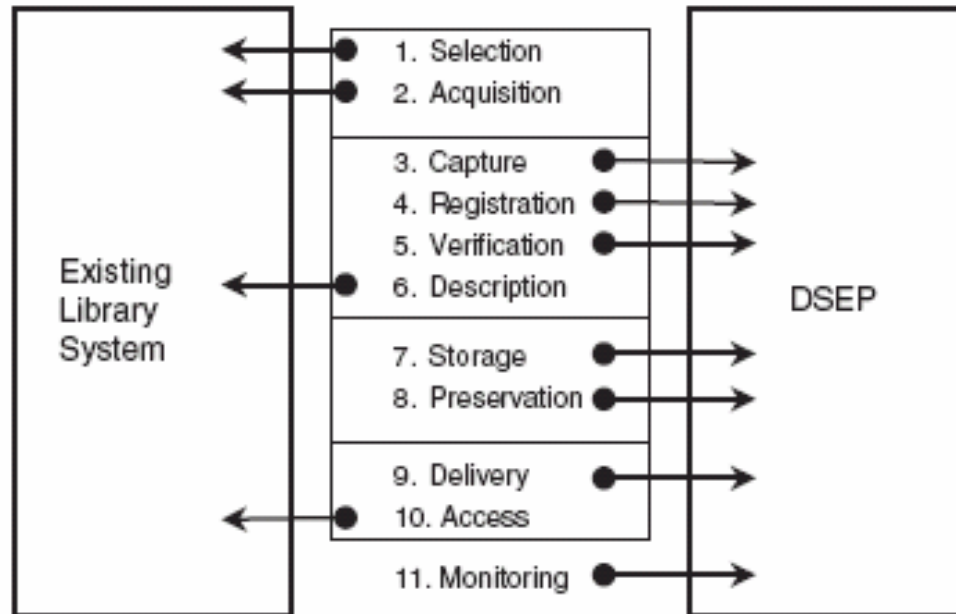 1. Selection
2. Acquisition
3. Capture
4. Registration
5. Verification
6. Description
Existing
Library
System
DSEP
7. Storage
8. Preservation
9. Delivery
10. Access
11. Monitoring